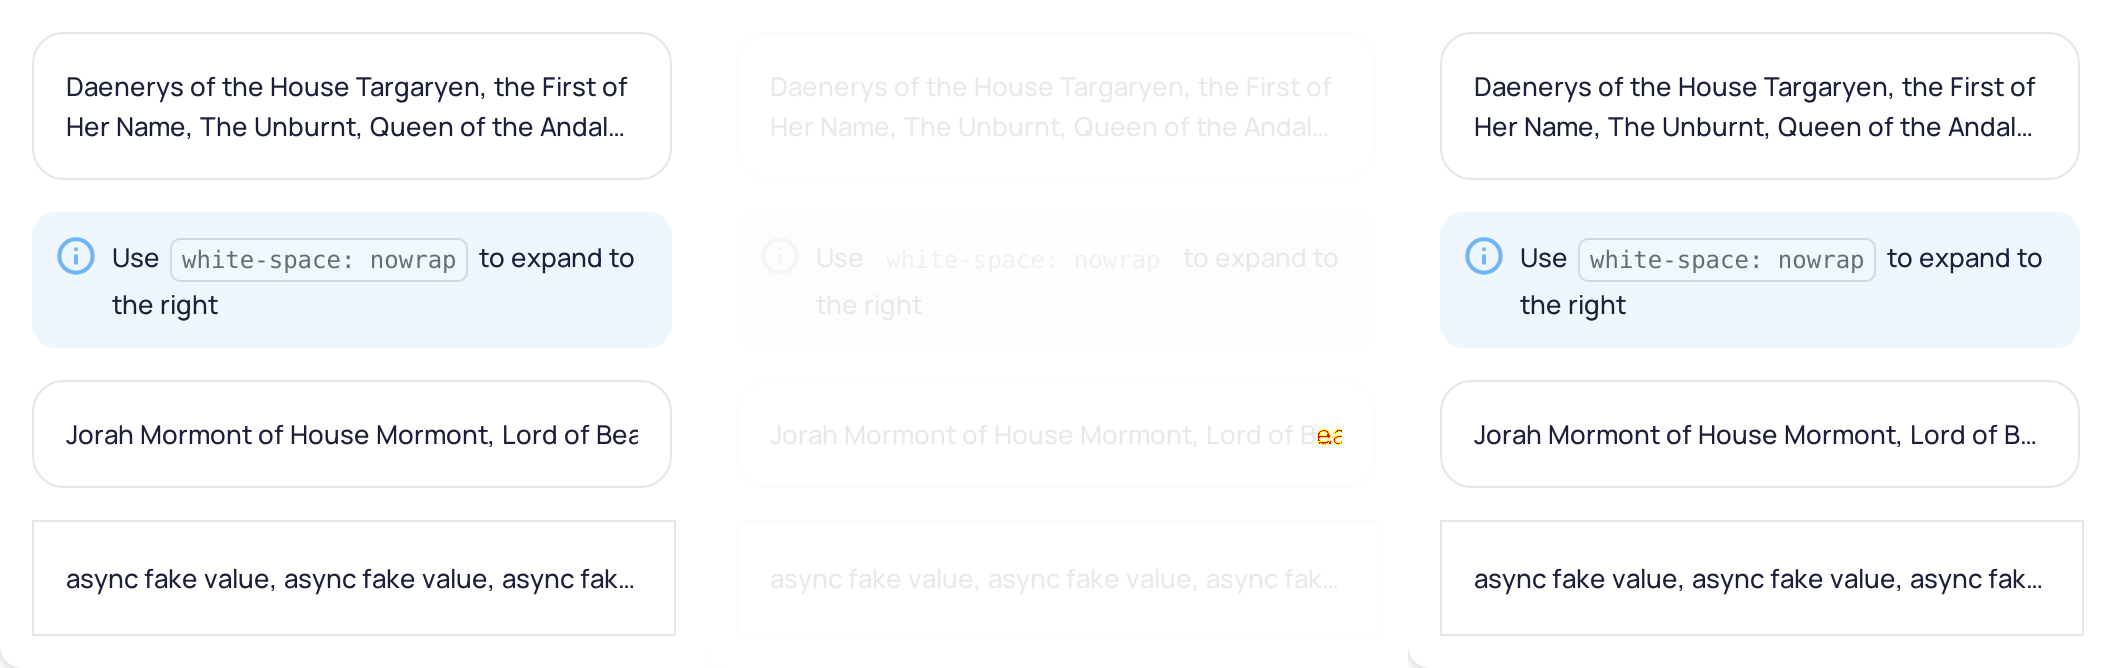 Daenerys of the House Targaryen, the First of
Her Name, The Unburnt, Queen of the Andal...
Use white-space: nowrap to expand to
the right
Jorah Mormont of House Mormont, Lord of Bea
async fake value, async fake value, async fak...
Daenerys of the House Targaryen, the First of
Her Name, The Unburnt, Queen of the Andal...
Use white-space: nowrap to expand to
the right
Jorah Mormont of House Mormont, Lord of Bea
async fake value, async fake value, async fak...
Daenerys of the House Targaryen, the First of
Her Name, The Unburnt, Queen of the Andal...
Use white-space: nowrap to expand to
the right
Jorah Mormont of House Mormont, Lord of B...
async fake value, async fake value, async fak...